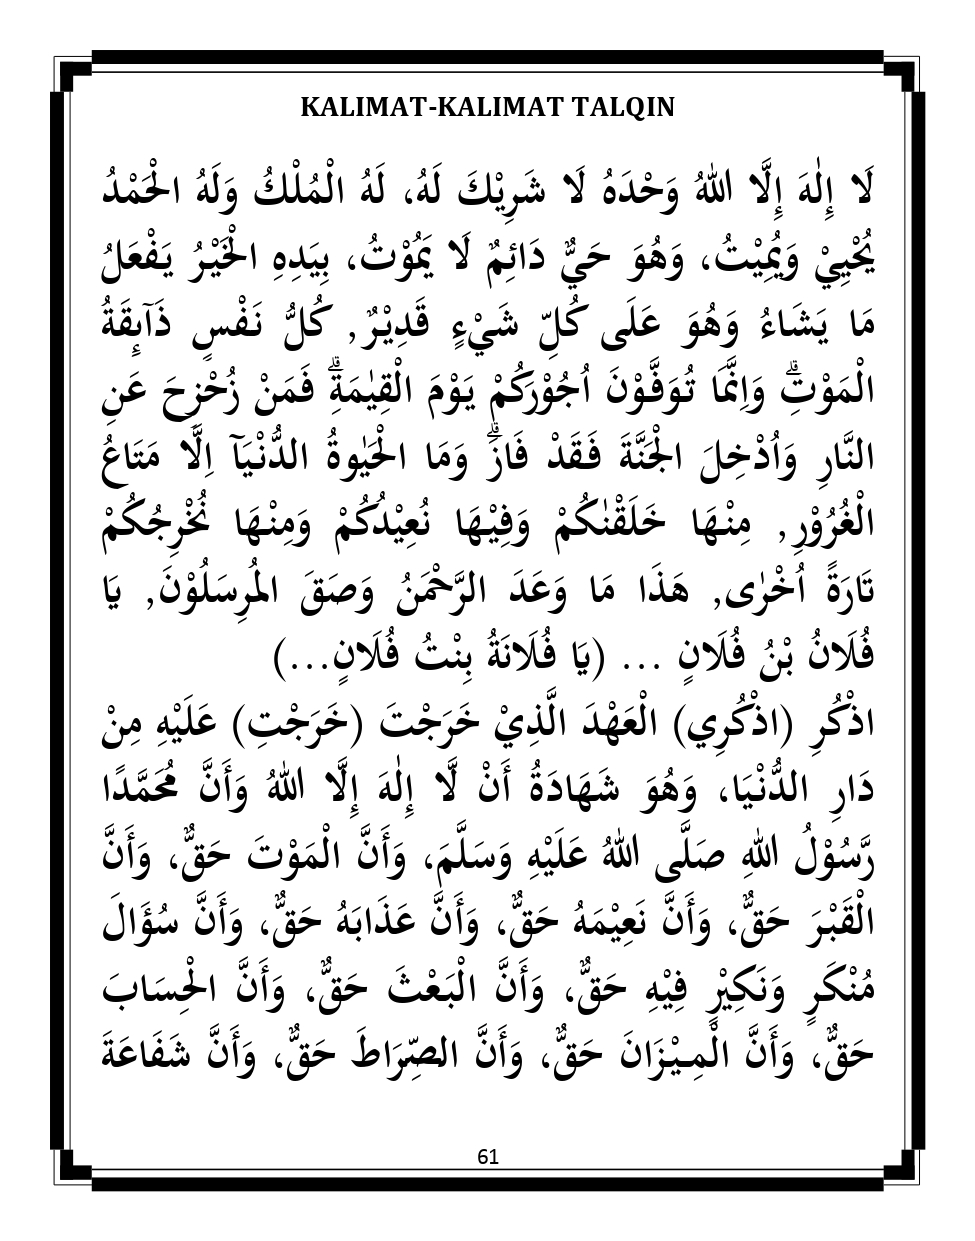 KALIMAT-KALIMAT TALQIN
لَا إِلٰهَ إِلَّا اللهُ وَحْدَهُ لَا شَرِيْكَ لَهُ، لَهُ الْمُلْكُ وَلَهُ الْحَمْدُ
يُحْيِيْ وَيُمِيْتُ، وَهُوَ حَيٌّ دَائِمٌ لَا يَمُوْتُ، بِيَدِهِ الْخَيْرُ يَفْعَلُ
مَا يَشَاءُ وَهُوَ عَلَى كُلِّ شَيْءٍ قَدِيْرٌ, كُلُّ نَفْسٍ ذَآىِٕقَةُ
الْمَوْتِۗ وَاِنَّمَا تُوَفَّوْنَ اُجُوْرَكُمْ يَوْمَ الْقِيٰمَةِۗ فَمَنْ زُحْزِحَ عَنِ
النَّارِ وَاُدْخِلَ الْجَنَّةَ فَقَدْ فَازَۗ وَمَا الْحَيٰوةُ الدُّنْيَآ اِلَّا مَتَاعُ
الْغُرُوْرِ, مِنْهَا خَلَقْنٰكُمْ وَفِيْهَا نُعِيْدُكُمْ وَمِنْهَا نُخْرِجُكُمْ
تَارَةً اُخْرٰى, هَذَا مَا وَعَدَ الرَّحْمَنُ وَصَقَ المُرِسَلُوْنَ, يَا
فُلَانُ بْنُ فُلَانٍ ... (يَا فُلَانَةُ بِنْتُ فُلَانٍ...)
اذْكُرِ (اذْكُرِي) الْعَهْدَ الَّذِيْ خَرَجْتَ (خَرَجْتِ) عَلَيْهِ مِنْ
دَارِ الدُّنْيَا، وَهُوَ شَهَادَةُ أَنْ لَّا إِلٰهَ إِلَّا اللهُ وَأَنَّ مُحَمَّدًا
رَّسُوْلُ اللهِ صَلَّى اللهُ عَلَيْهِ وَسَلَّمَ، وَأَنَّ الْمَوْتَ حَقٌّ، وَأَنَّ
الْقَبْرَ حَقٌّ، وَأَنَّ نَعِيْمَهُ حَقٌّ، وَأَنَّ عَذَابَهُ حَقٌّ، وَأَنَّ سُؤَالَ
مُنْكَرٍ وَنَكِيْرٍ فِيْهِ حَقٌّ، وَأَنَّ الْبَعْثَ حَقٌّ، وَأَنَّ الْحِسَابَ
حَقٌّ، وَأَنَّ الْمِيْزَانَ حَقٌّ، وَأَنَّ الصِّرَاطَ حَقٌّ، وَأَنَّ شَفَاعَةَ
61